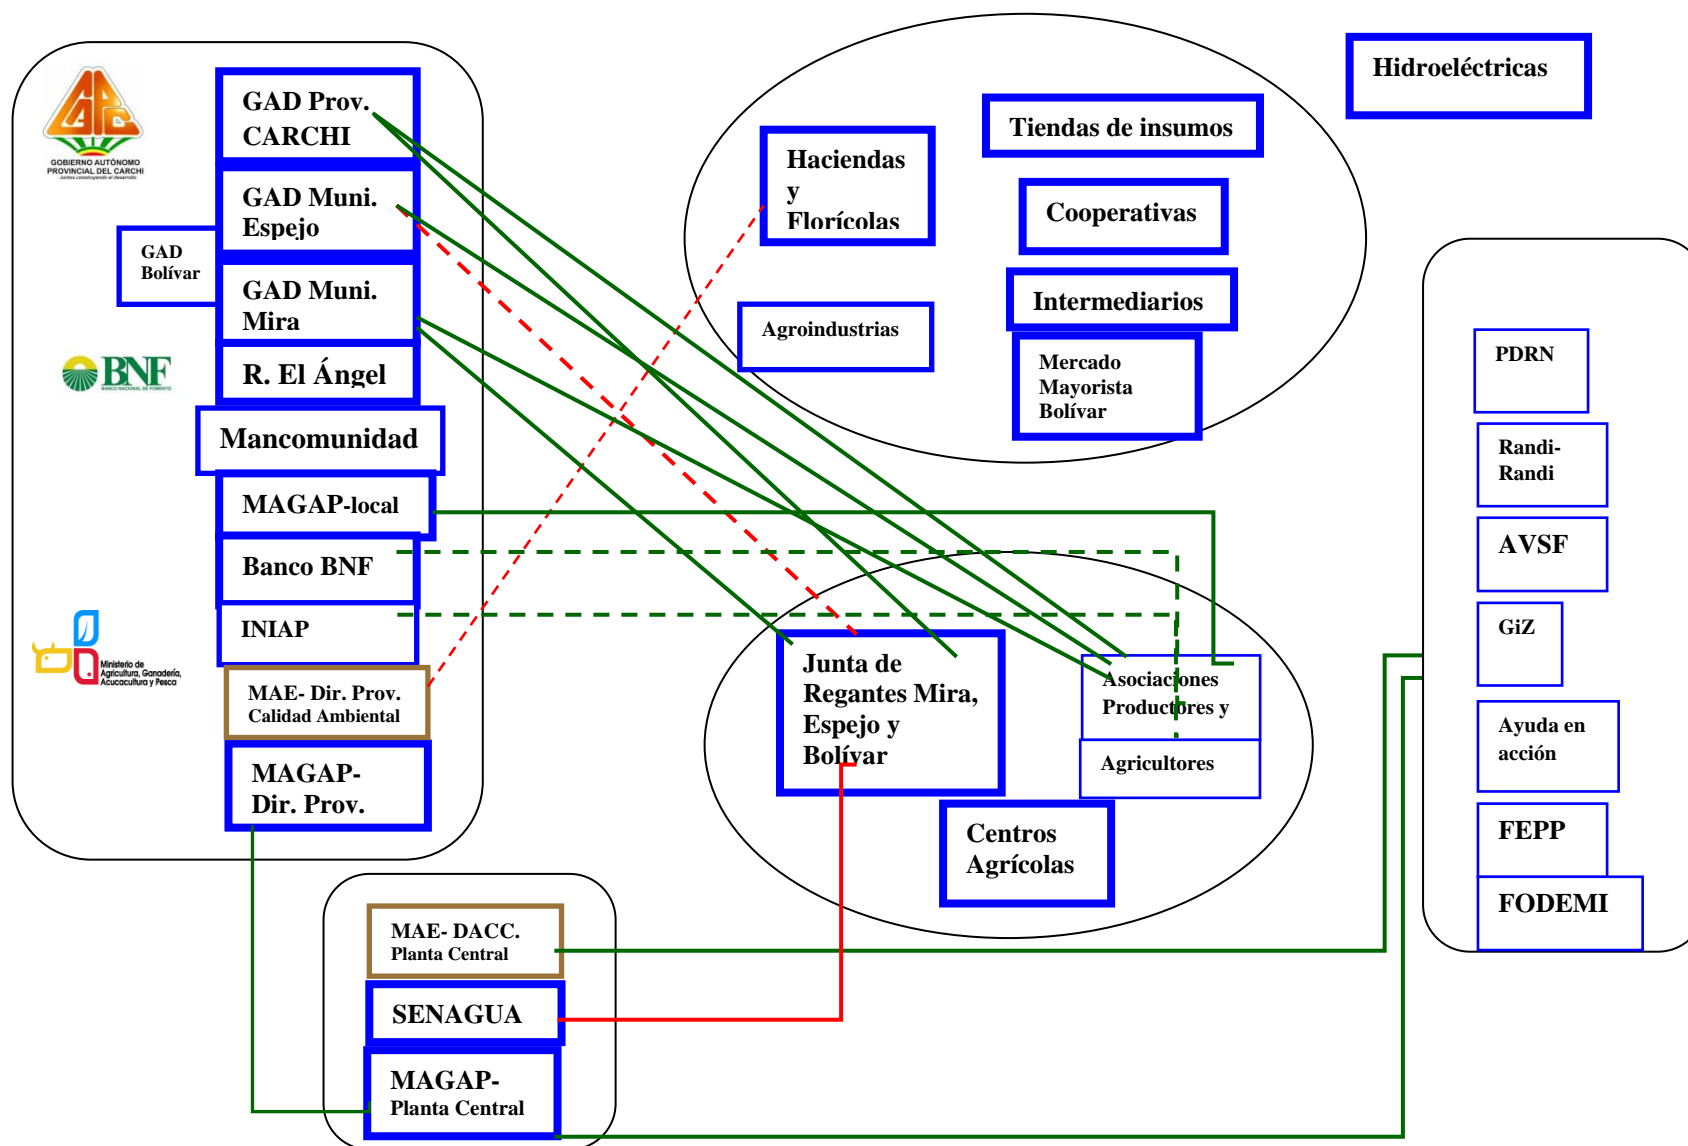 GOBIERNO AUTÓNOMO
PROVINCIAL DEL CARCHI
GAD Prov.
CARCHI
GAD Muni.
Espejo
GAD
Bolívar
GAD Muni.
Mira
BNF
BANCO NACIONAL DE FOMENTO
R. El Ángel
Mancomunidad
MAGAP-local
Banco BNF
INIAP
Ministerio de
Agricultura, Ganadería,
Acuacultura y Pesca
MAE- Dir. Prov.
Calidad Ambiental
MAGAP-
Dir. Prov.
MAE- DACC.
Planta Central
SENAGUA
MAGAP-
Planta Central
Haciendas
y
Florícolas
Tiendas de insumos
Cooperativas
Intermediarios
Agroindustrias
Mercado
Mayorista
Bolívar
Hidroeléctricas
Junta de
Regantes Mira,
Espejo y
Bolívar
Asociaciones
Productores y
Agricultores
Centros
Agrícolas
PDRN
Randi-
Randi
AVSF
GiZ
Ayuda en
acción
FEPP
FODEMI